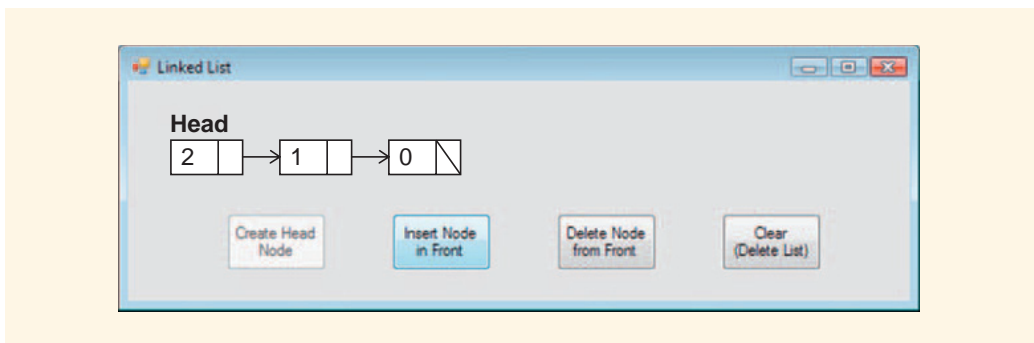 Linked List
Head
2 1 0
Create Head
Node
Insert Node
in Front
Delete Node
from Front
Clear
(Delete List)